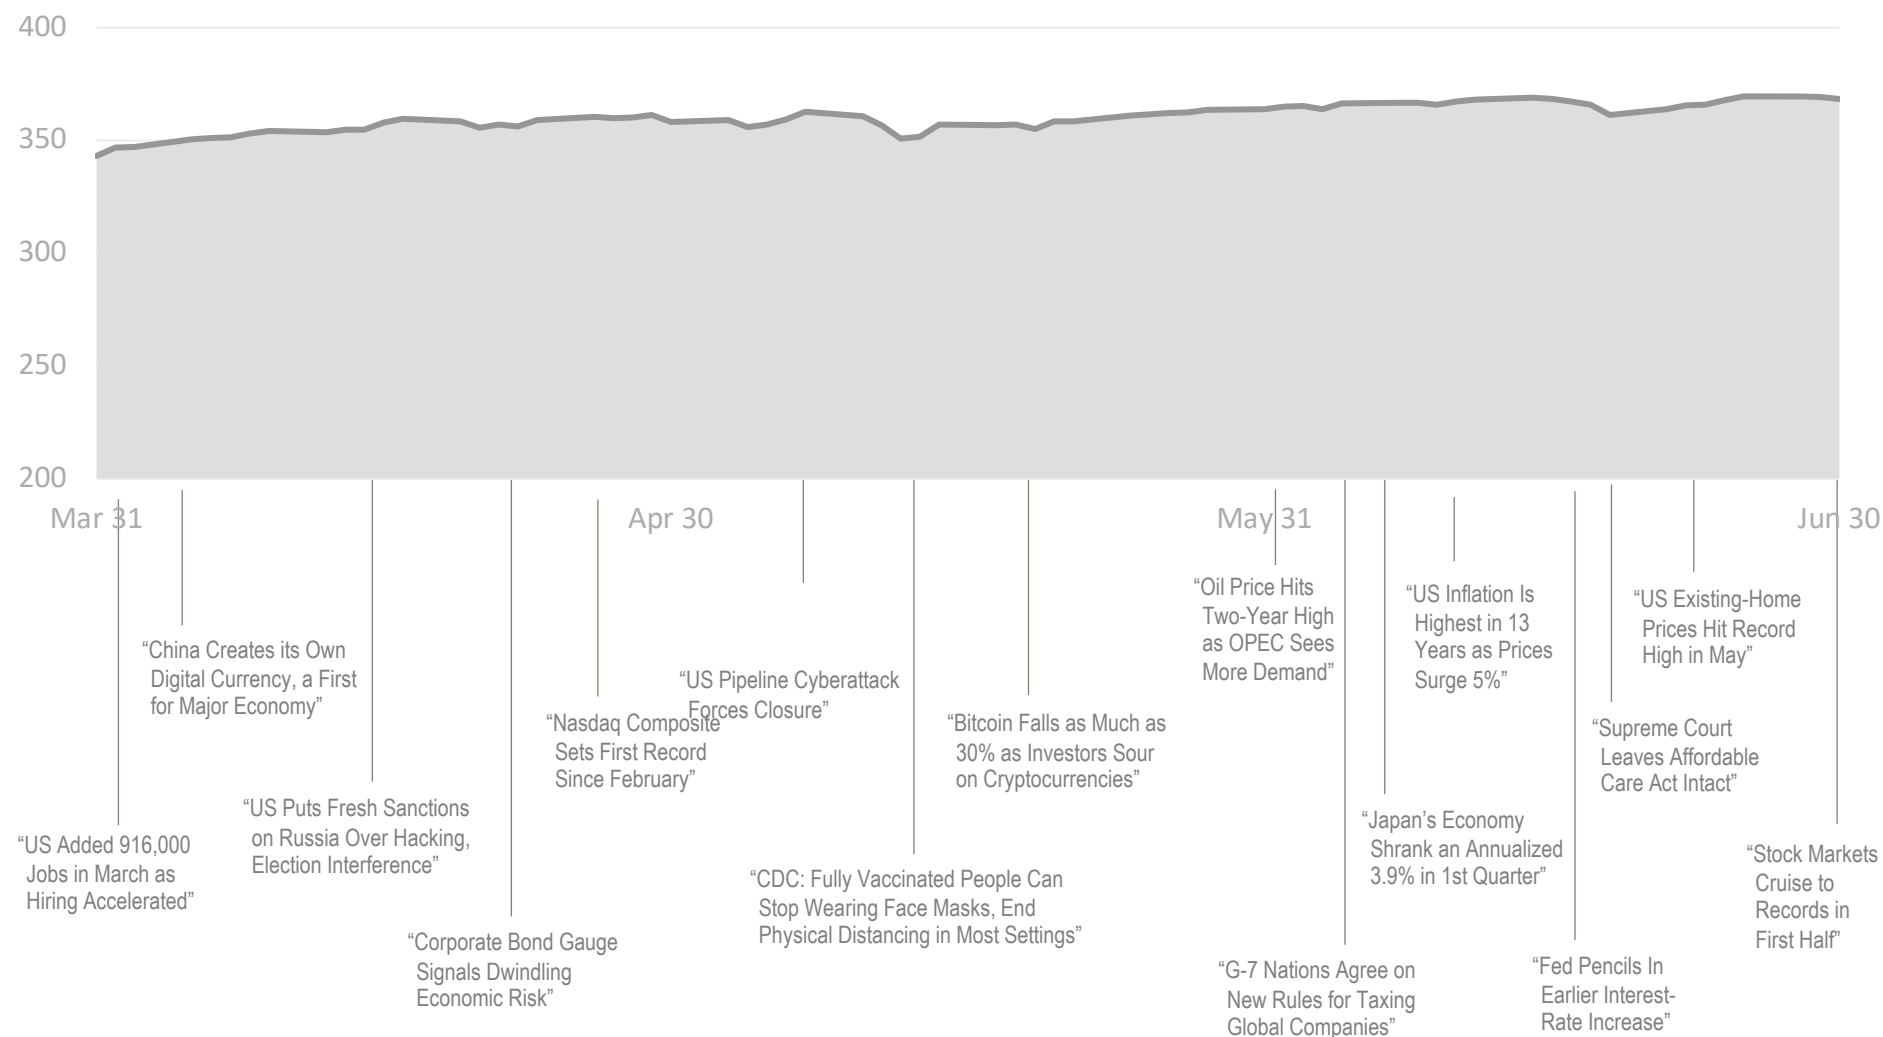 400
350
300
250
200
Mar 31
Apr 30
May 31
Jun 30
“US Added 916,000
Jobs in March as
Hiring Accelerated”
“China Creates its Own
Digital Currency, a First
for Major Economy”
“US Puts Fresh Sanctions
on Russia Over Hacking,
Election Interference”
“Corporate Bond Gauge
Signals Dwindling
Economic Risk”
“Nasdaq Composite
Sets First Record
Since February”
“US Pipeline Cyberattack
Forces Closure”
“CDC: Fully Vaccinated People Can
Stop Wearing Face Masks, End
Physical Distancing in Most Settings”
“Bitcoin Falls as Much as
30% as Investors Sour
on Cryptocurrencies”
“Oil Price Hits
Two-Year High
as OPEC Sees
More Demand”
“G-7 Nations Agree on
New Rules for Taxing
Global Companies”
“Japan’s Economy
Shrank an Annualized
3.9% in 1st Quarter”
“US Inflation Is
Highest in 13
Years as Prices
Surge 5%”
“Fed Pencils In
Earlier Interest-
Rate Increase”
“Supreme Court
Leaves Affordable
Care Act Intact”
“US Existing-Home
Prices Hit Record
High in May”
“Stock Markets
Cruise to
Records in
First Half”